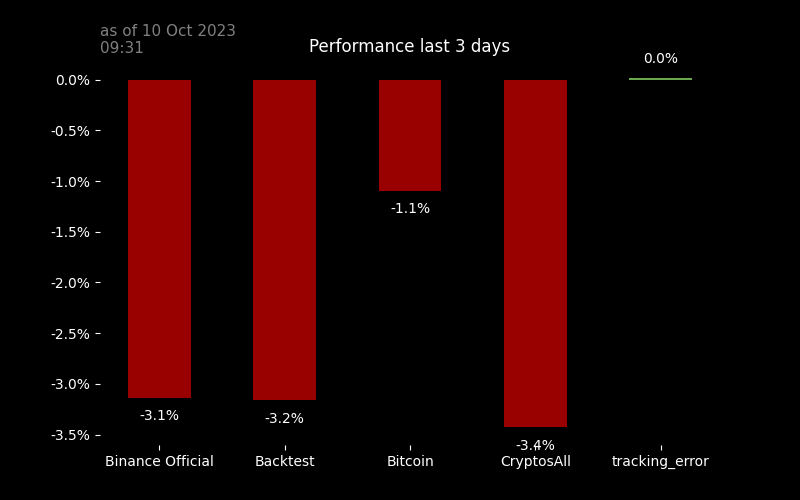 as of 10 Oct 2023
09:31
Performance last 3 days
0.0%
0.0%
-0.5%
-1.0%
-1.1%
-1.5%
-2.0%
-2.5%
-3.0%
-3.1%
-3.2%
-3.5%
-3.4%
Binance Official
Backtest
Bitcoin
CryptosAll
tracking_error